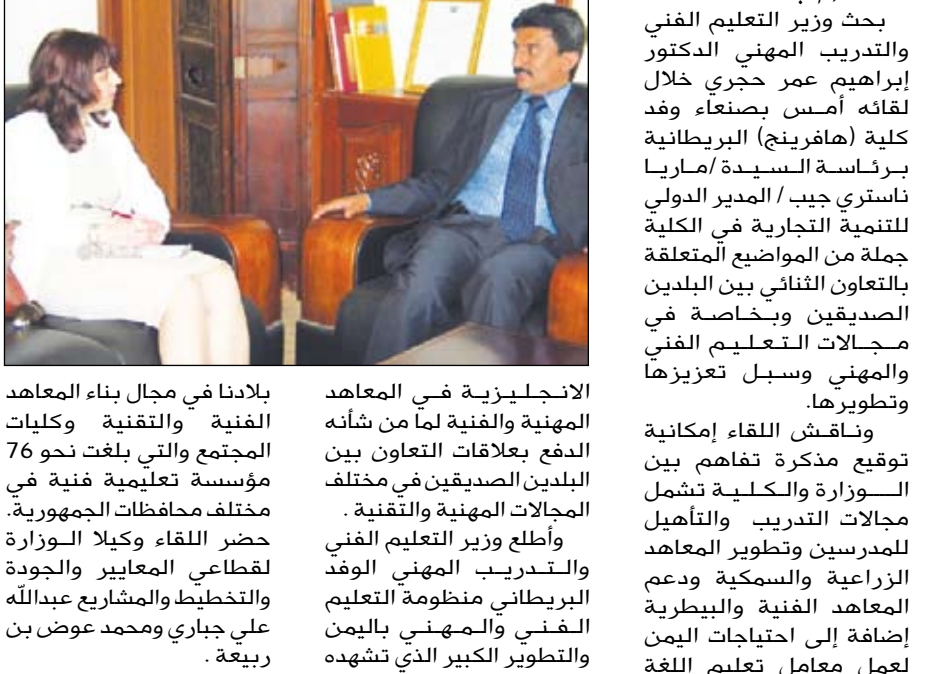 بحث وزير التعليم الفني
والتدريب المهني الدكتور
إبراهيم عمر حجري خلال
لقائه أمس بصنعاء وفد
كلية (هافرينج) البريطانية
برئاسة السيدة /ماريا
ناستري جيب / المدير الدولي
للتنمية التجارية في الكلية
جملة من المواضيع المتعلقة
بالتعاون الثنائي بين البلدين
الصديقين وبخاصة في
مجالات التعليم الفني
والمهني وسبل تعزيزها
وتطويرها.
وناقش اللقاء إمكانية
توقيع مذكرة تفاهم بين
الوزارة والكلية تشمل
مجالات التدريب والتأهيل
للمدرسين وتطوير المعاهد
الزراعية والسمكية ودعم
المعاهد الفنية والبيطرية
إضافة إلى احتياجات اليمن
لعمل معامل تعليم اللغة
الانجليزية في المعاهد
المهنية والفنية لما من شأنه
الدفع بعلاقات التعاون بين
البلدين الصديقين في مختلف
المجالات المهنية والتقنية .
وأطلع وزير التعليم الفني
والتدريب المهني الوفد
البريطاني منظومة التعليم
الفني والمهني باليمن
والتطوير الكبير الذي تشهده
بلادنا في مجال بناء المعاهد
الفنية والتقنية وكليات
المجتمع والتي بلغت نحو 76
مؤسسة تعليمية فنية في
مختلف محافظات الجمهورية.
حضر اللقاء وكيلا الوزارة
لقطاعي المعايير والجودة
والتخطيط والمشاريع عبدالله
علي جباري ومحمد عوض بن
ربيعة .